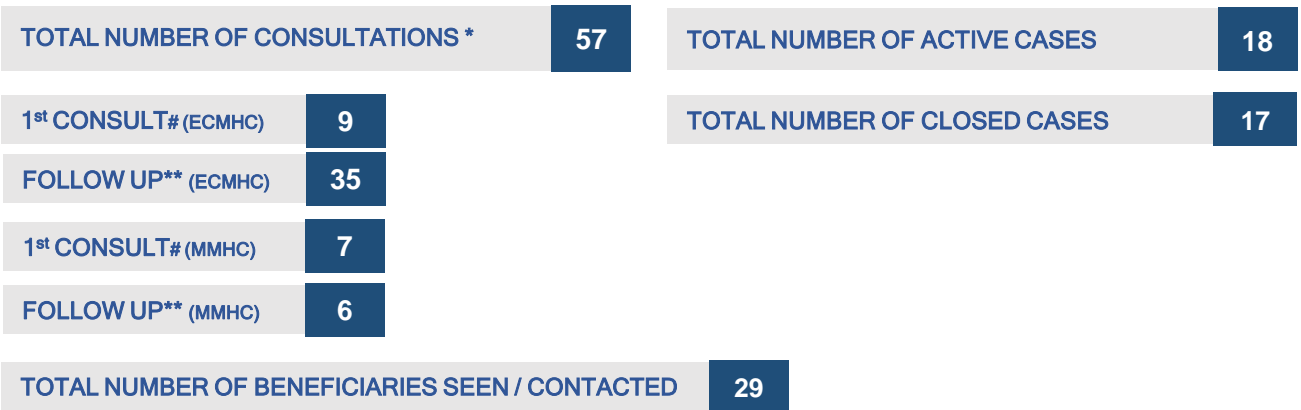 TOTAL NUMBER OF CONSULTATIONS * 57
TOTAL NUMBER OF ACTIVE CASES 18
1st CONSULT# (ECMHC) 9
TOTAL NUMBER OF CLOSED CASES 17
FOLLOW UP** (ECMHC) 35
1st CONSULT# (MMHC) 7
FOLLOW UP** (MMHC) 6
TOTAL NUMBER OF BENEFICIARIES SEEN / CONTACTED 29